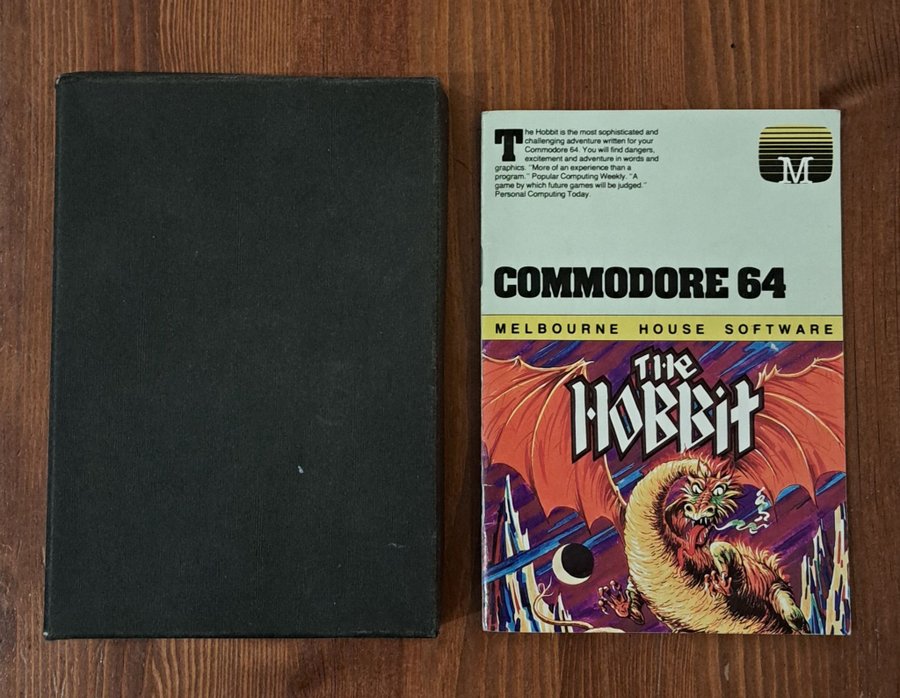 The Hobbit is the most sophisticated and
challenging adventure written for your
Commodore 64. You will find dangers,
excitement and adventure in words and
graphics. "More of an experience than a
program." Popular Computing Weekly. "A
game by which future games will be judged."
Personal Computing Today.
M
COMMODORE 64
MELBOURNE HOUSE SOFTWARE
THE
HOBBIT